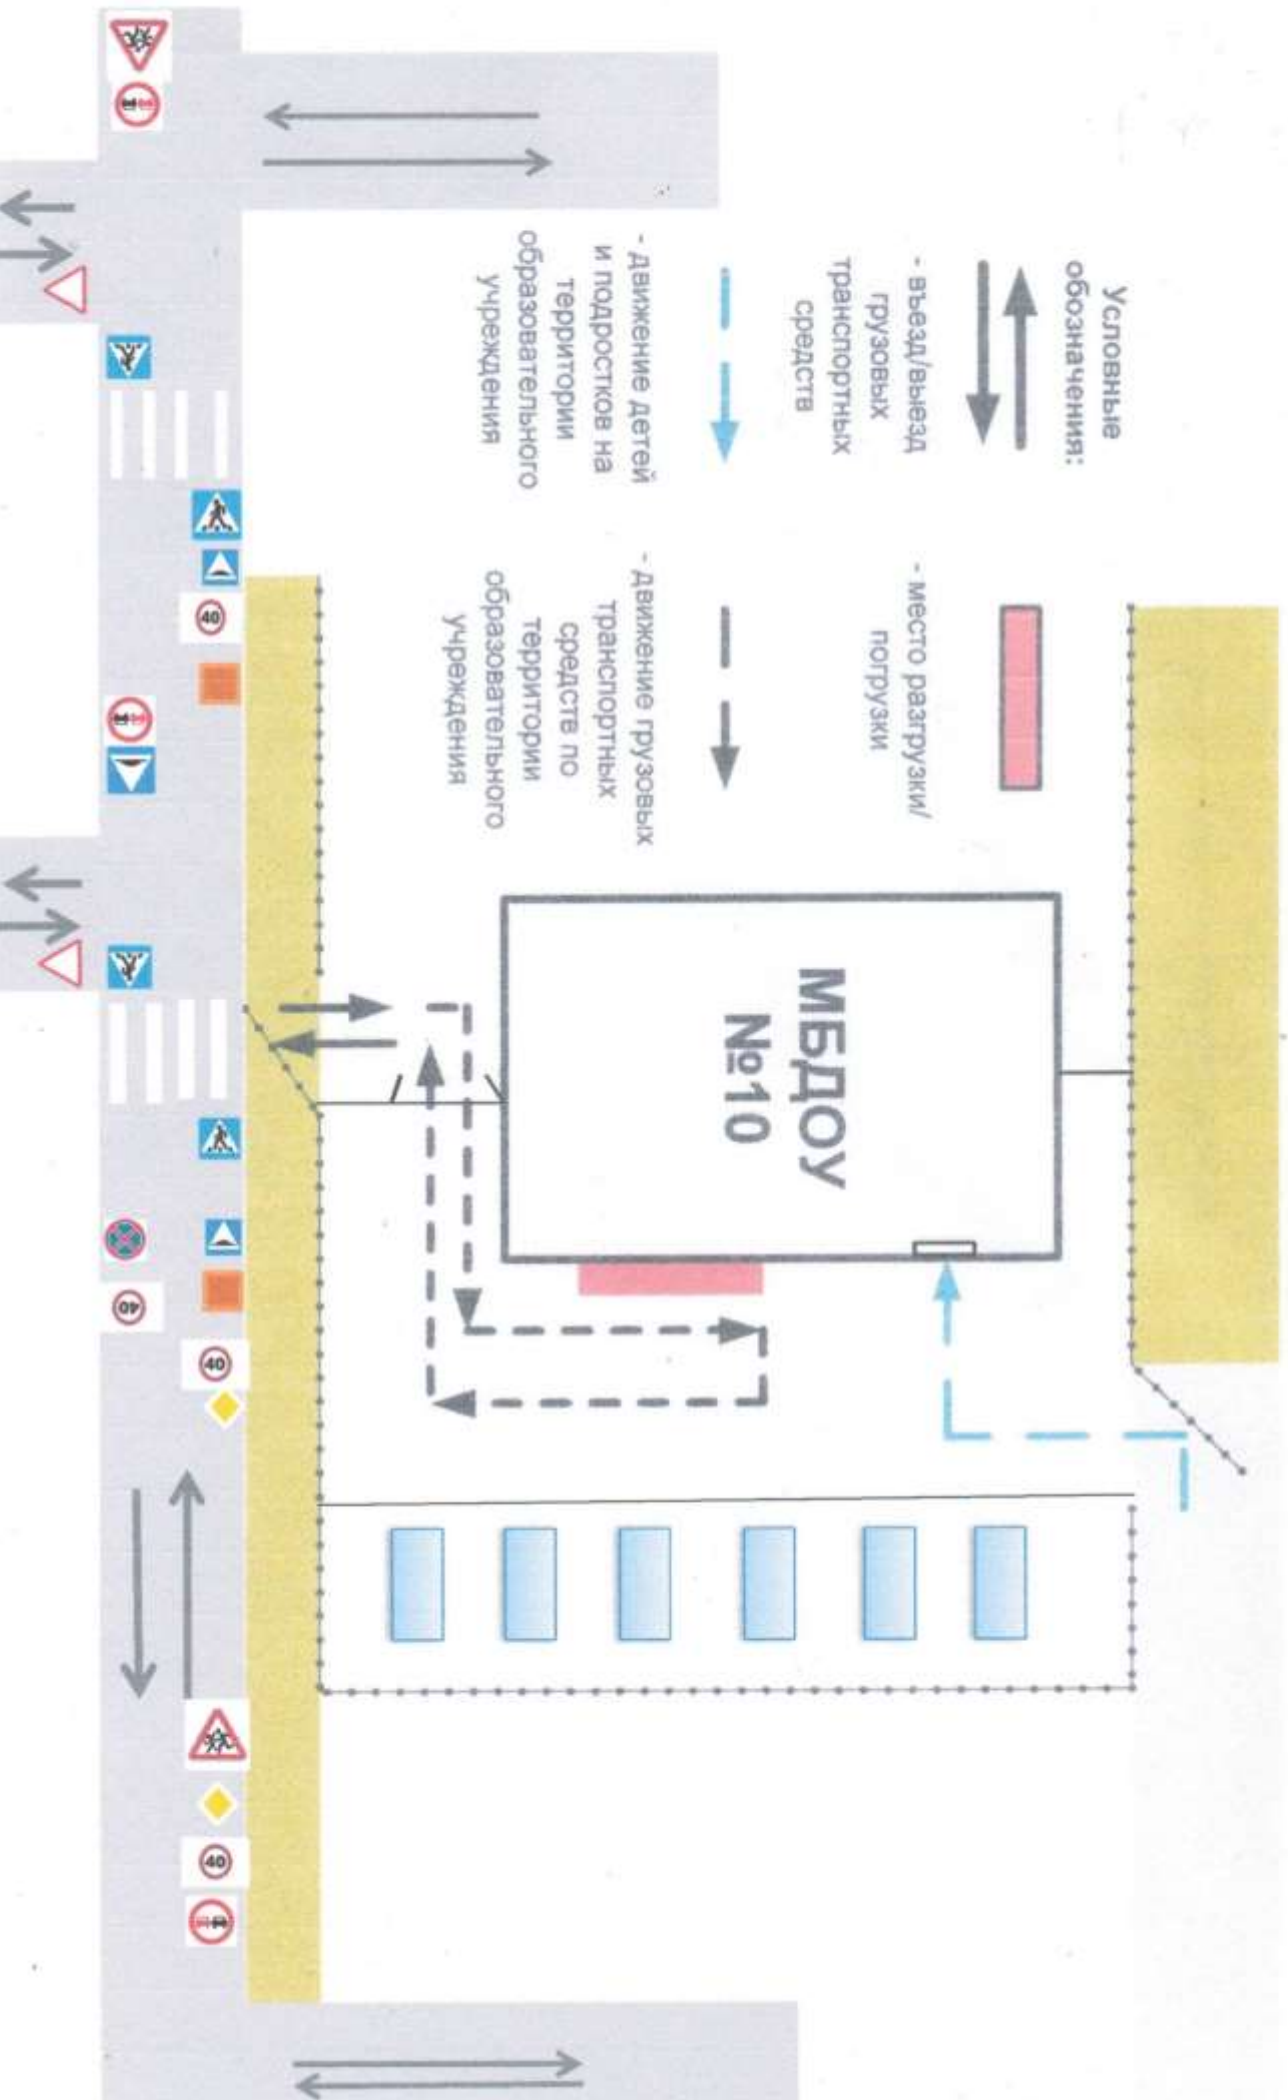 Условные
обозначения:
- въезд/выезд
грузовых
транспортных
средств
- место разгрузки/
погрузки
- движение детей
и подростков на
территории
образовательного
учреждения
- движение грузовых
транспортных
средств по
территории
образовательного
учреждения
МБДОУ
№10
40
40
40
40